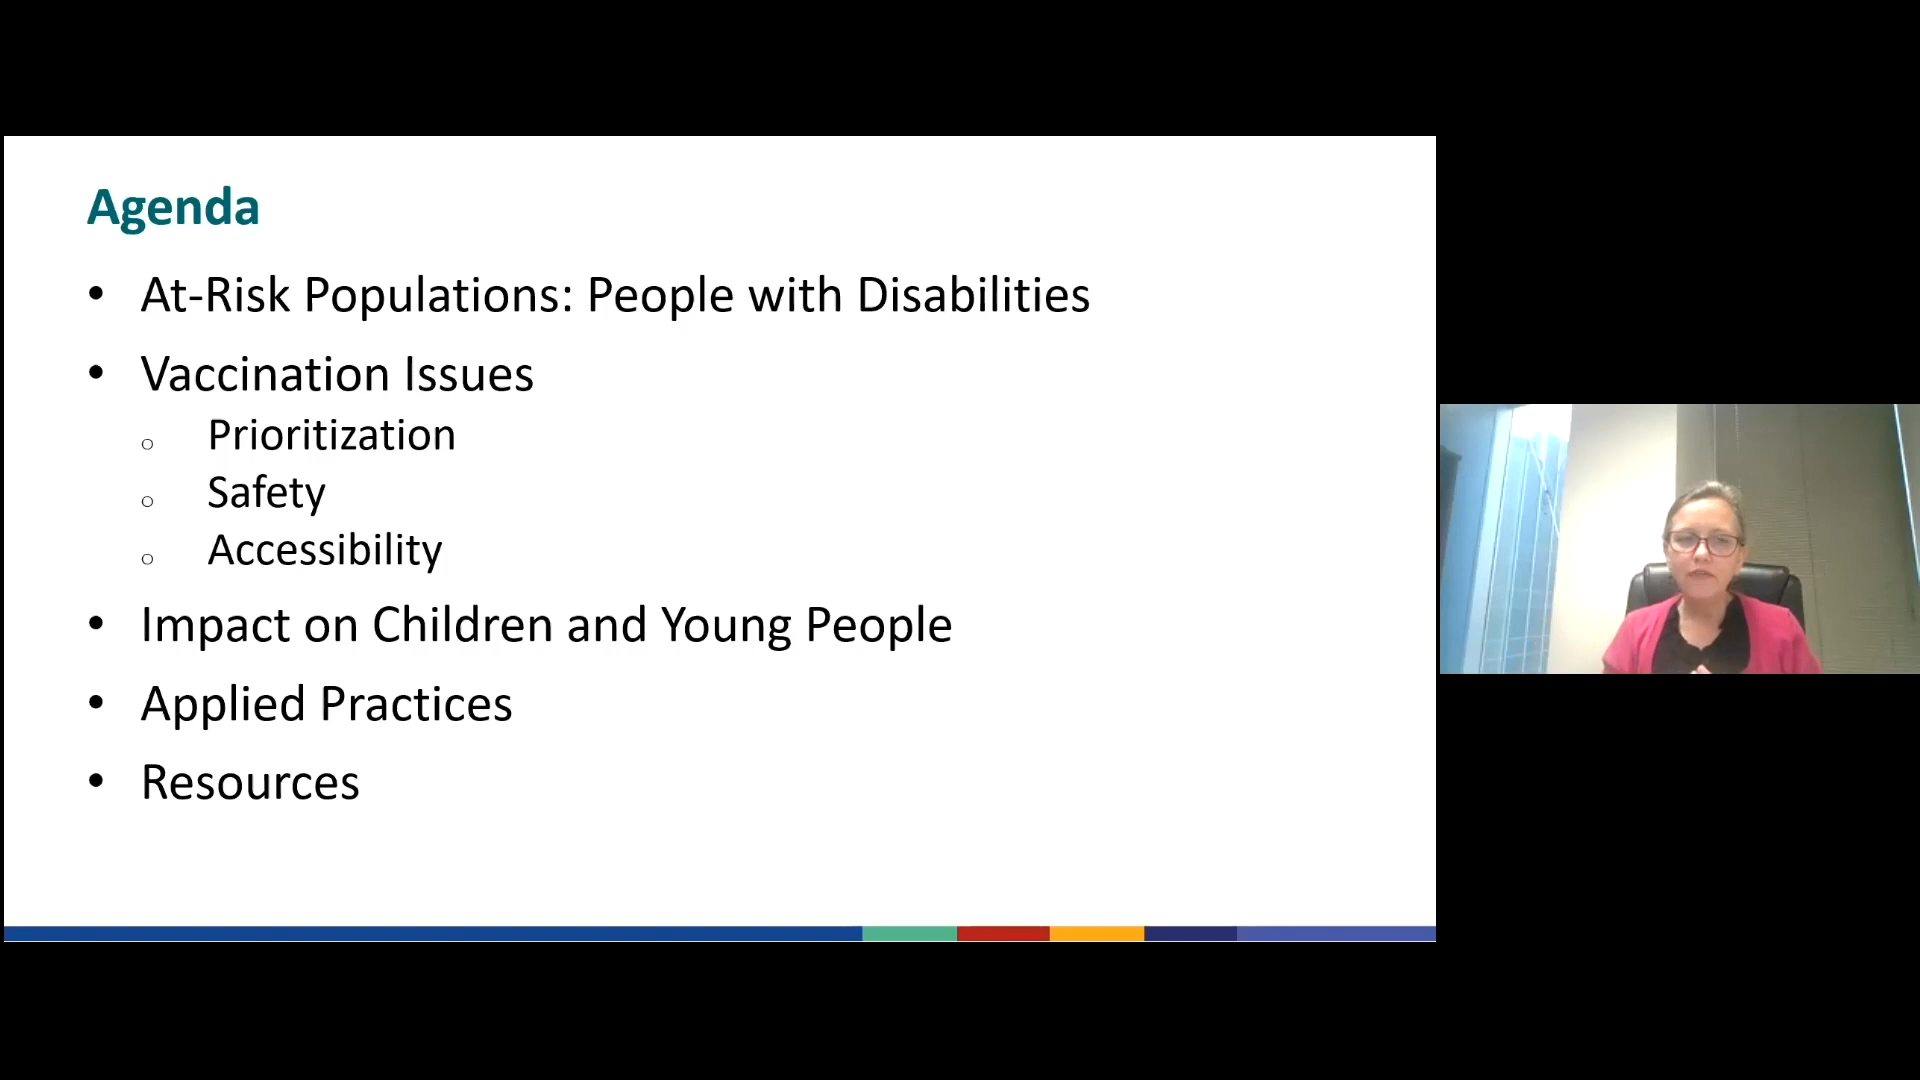 Agenda
• At-Risk Populations: People with Disabilities
• Vaccination Issues
o Prioritization
o Safety
o Accessibility
• Impact on Children and Young People
• Applied Practices
• Resources